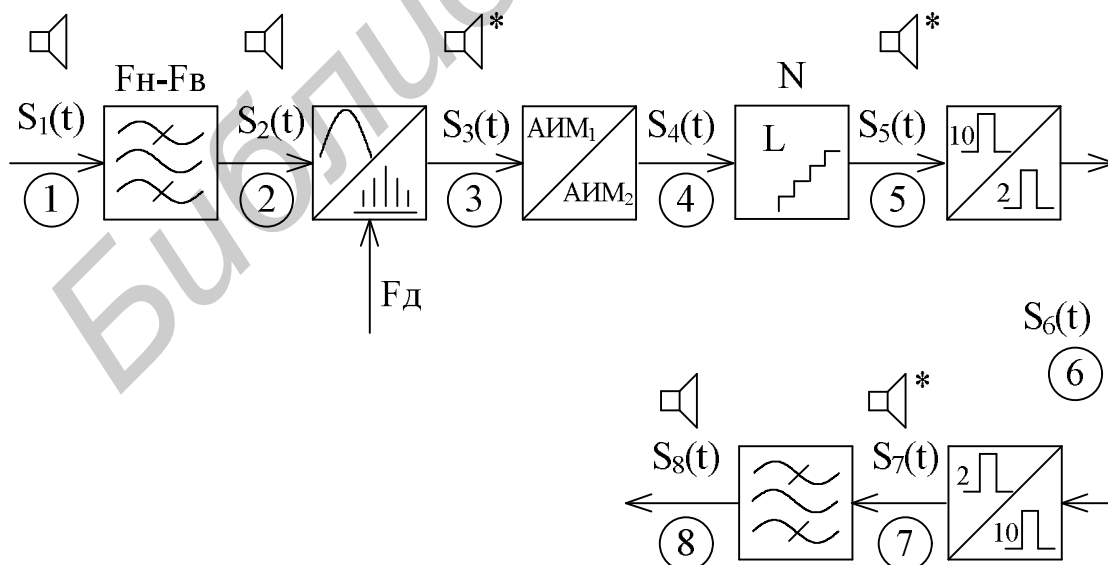 Библио
* *
Fн-Fв N
S₁(t) S₂(t) S₃(t) АИМ₁ S₄(t) L S₅(t) 10
АИМ₂ 2
1 2 3 4 5
Fд
S₆(t)
6
*
S₈(t) S₇(t) 2
10
8 7